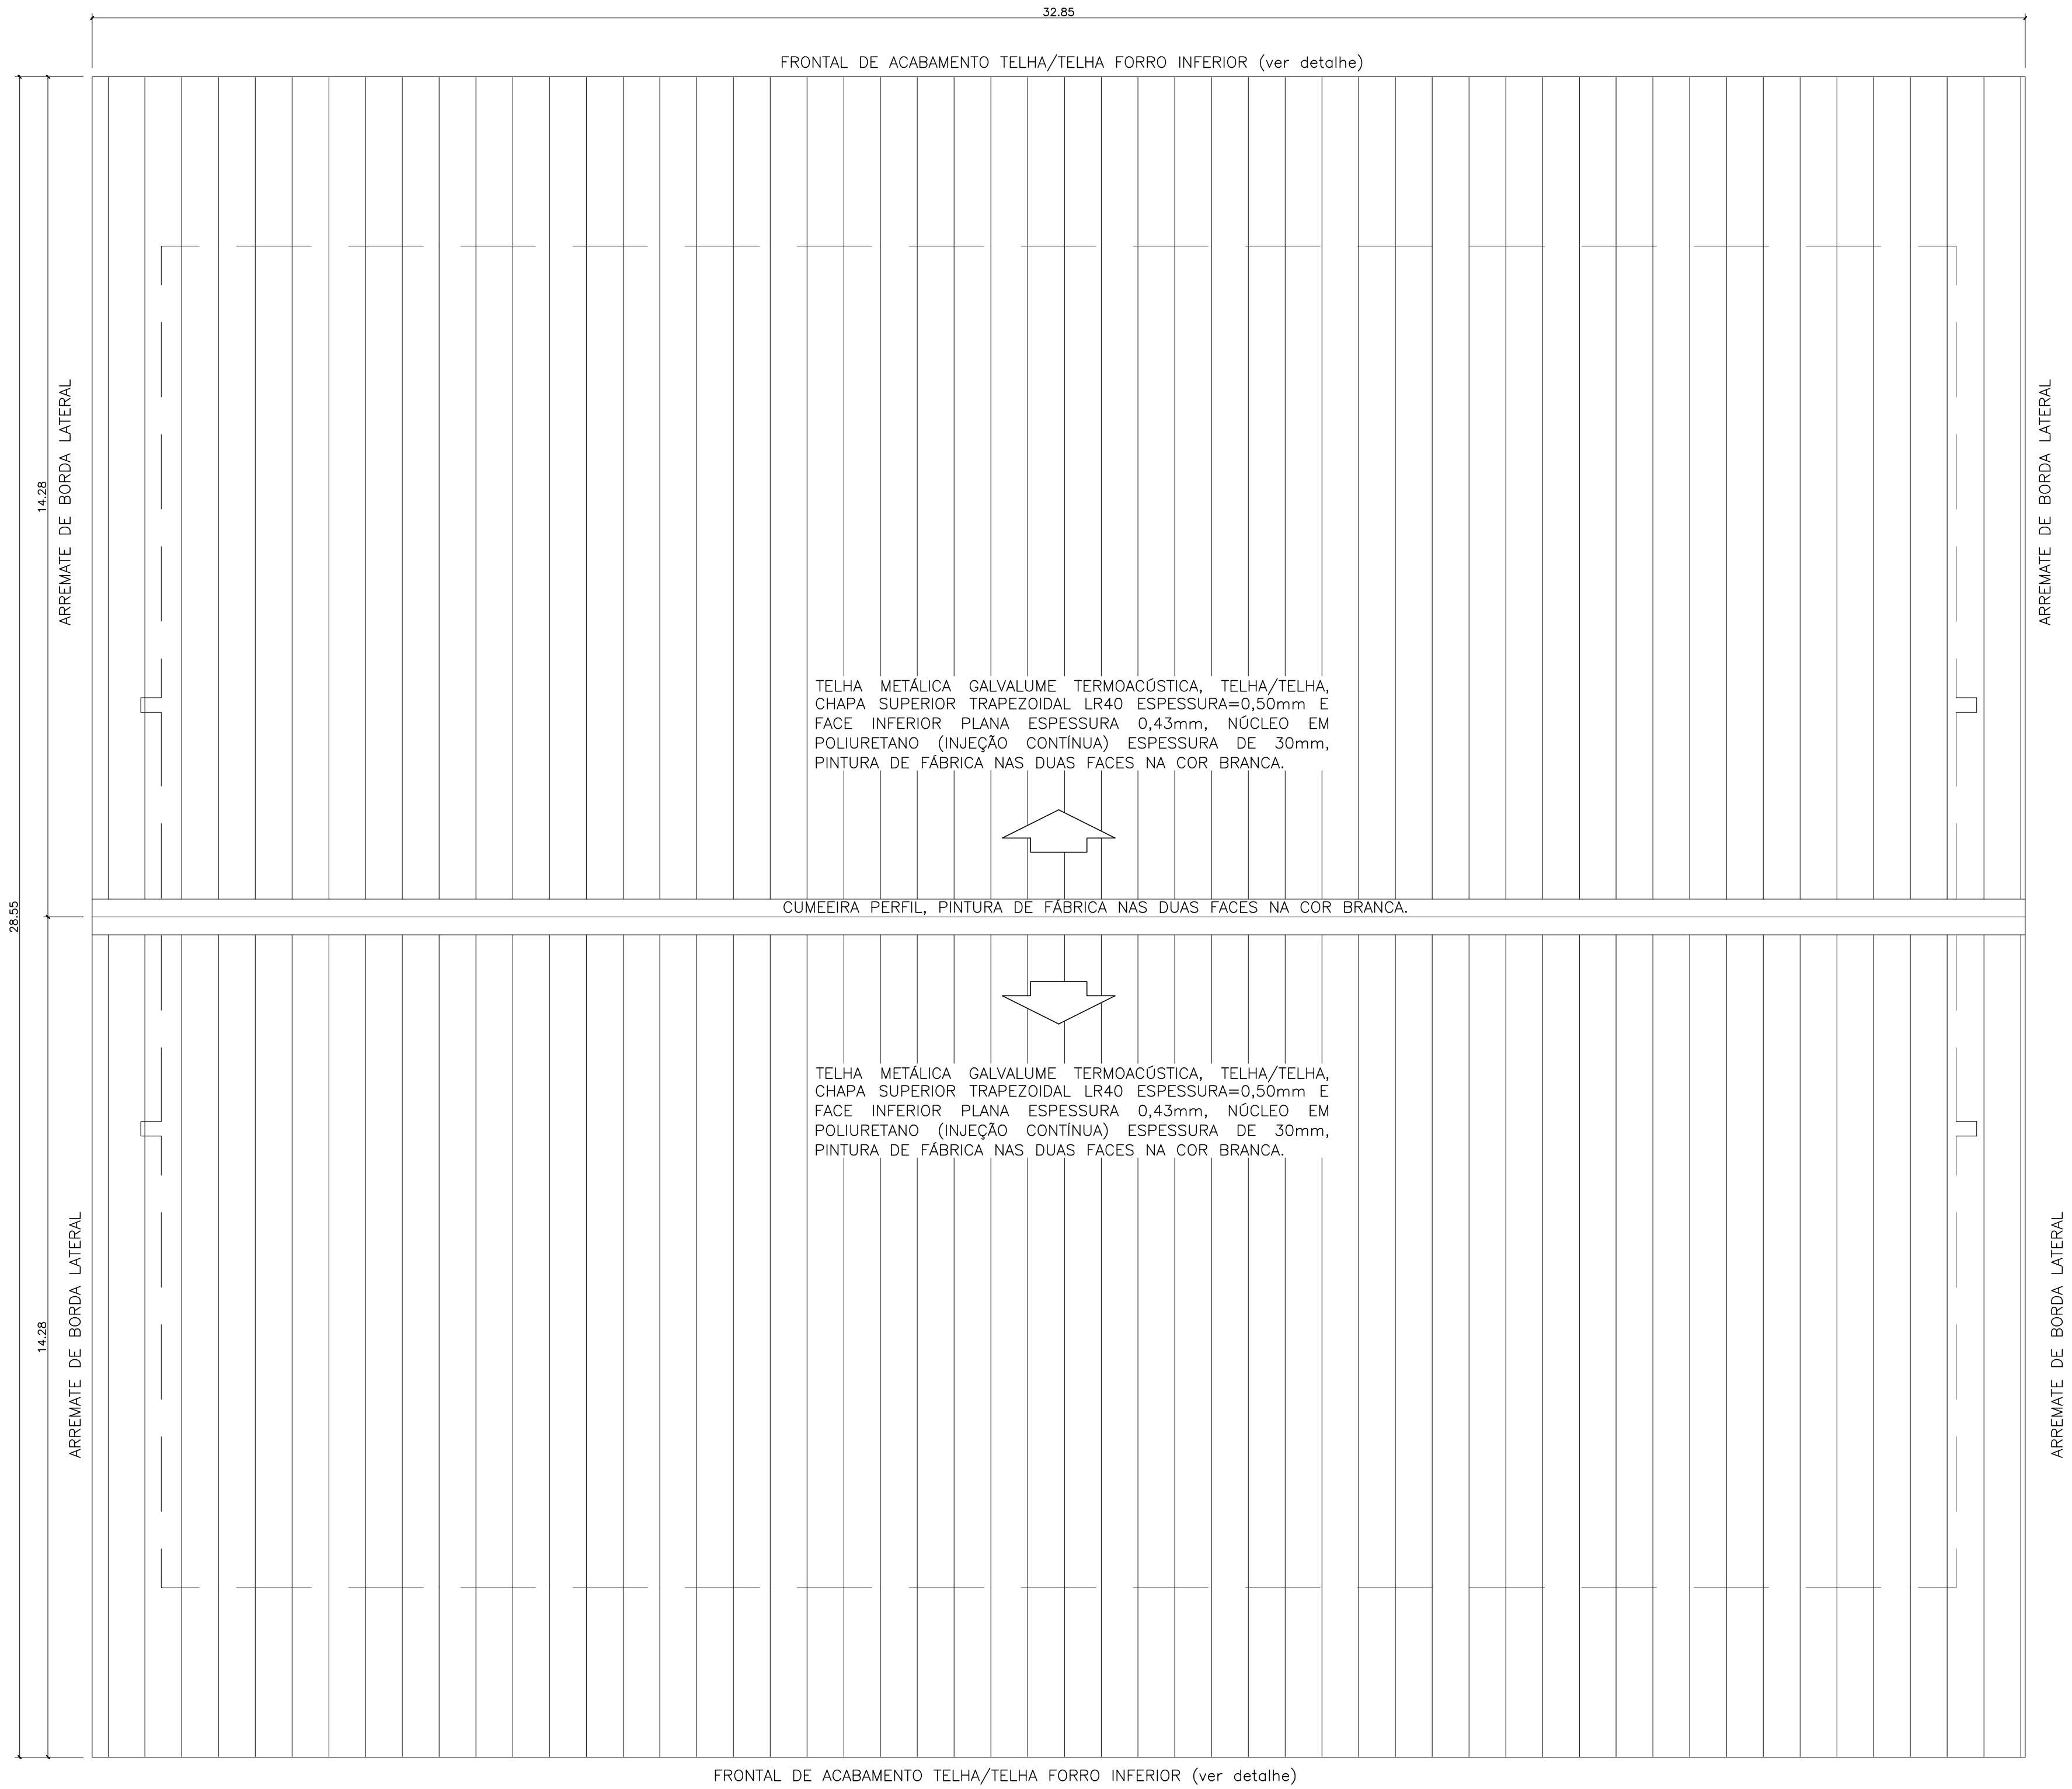 32.85
FRONTAL DE ACABAMENTO TELHA/TELHA FORRO INFERIOR (ver detalhe)
14.28
ARREMATE DE BORDA LATERAL
ARREMATE DE BORDA LATERAL
TELHA METÁLICA GALVALUME TERMOACÚSTICA, TELHA/TELHA,
CHAPA SUPERIOR TRAPEZOIDAL LR40 ESPESSURA=0,50mm E
FACE INFERIOR PLANA ESPESSURA 0,43mm, NÚCLEO EM
POLIURETANO (INJEÇÃO CONTÍNUA) ESPESSURA DE 30mm,
PINTURA DE FÁBRICA NAS DUAS FACES NA COR BRANCA.
28.55
CUMEEIRA PERFIL, PINTURA DE FÁBRICA NAS DUAS FACES NA COR BRANCA.
TELHA METÁLICA GALVALUME TERMOACÚSTICA, TELHA/TELHA,
CHAPA SUPERIOR TRAPEZOIDAL LR40 ESPESSURA=0,50mm E
FACE INFERIOR PLANA ESPESSURA 0,43mm, NÚCLEO EM
POLIURETANO (INJEÇÃO CONTÍNUA) ESPESSURA DE 30mm,
PINTURA DE FÁBRICA NAS DUAS FACES NA COR BRANCA.
14.28
ARREMATE DE BORDA LATERAL
ARREMATE DE BORDA LATERAL
FRONTAL DE ACABAMENTO TELHA/TELHA FORRO INFERIOR (ver detalhe)